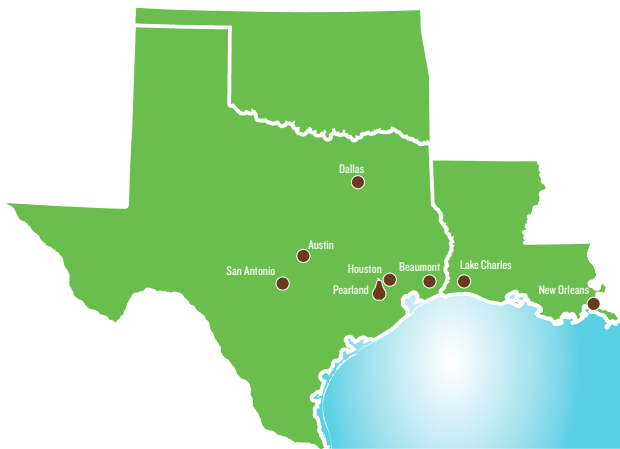 Dallas
Austin
San Antonio
Houston
Beaumont
Lake Charles
Pearland
New Orleans